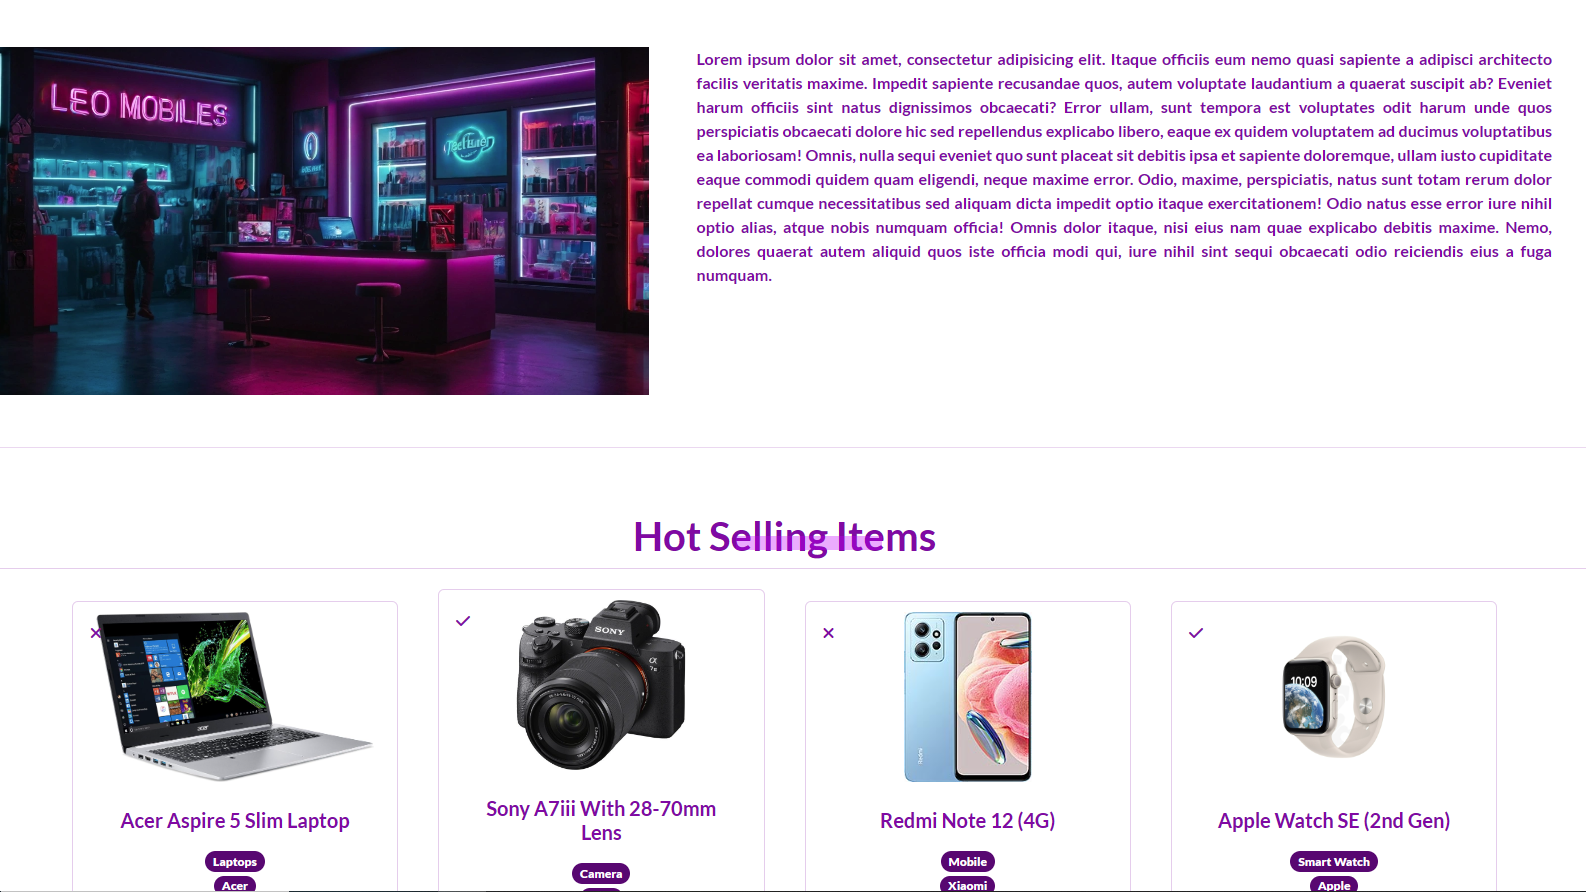 LEO MOBILES
Lorem ipsum dolor sit amet, consectetur adipisicing elit. Itaque officiis eum nemo quasi sapiente a adipisci architecto
facilis veritatis maxime. Impedit sapiente recusandae quos, autem voluptate laudantium a quaerat suscipit ab? Eveniet
harum officiis sint natus dignissimos obcaecati? Error ullam, sunt tempora est voluptates odit harum unde quos
perspiciatis obcaecati dolore hic sed repellendus explicabo libero, eaque ex quidem voluptatem ad ducimus voluptatibus
ea laboriosam! Omnis, nulla sequi eveniet quo sunt placeat sit debitis ipsa et sapiente doloremque, ullam iusto cupiditate
eaque commodi quidem quam eligendi, neque maxime error. Odio, maxime, perspiciatis, natus sunt totam rerum dolor
repellat cumque necessitatibus sed aliquam dicta impedit optio itaque exercitationem! Odio natus esse error iure nihil
optio alias, atque nobis numquam officia! Omnis dolor itaque, nisi eius nam quae explicabo debitis maxime. Nemo,
dolores quaerat autem aliquid quos iste officia modi qui, iure nihil sint sequi obcaecati odio reiciendis eius a fuga
numquam.
Hot Selling Items
SONY
α
10:09
acer
Redmi
Acer Aspire 5 Slim Laptop
Sony A7iii With 28-70mm
Lens
Redmi Note 12 (4G)
Apple Watch SE (2nd Gen)
Laptops
Acer
Camera
Mobile
Xiaomi
Smart Watch
Apple